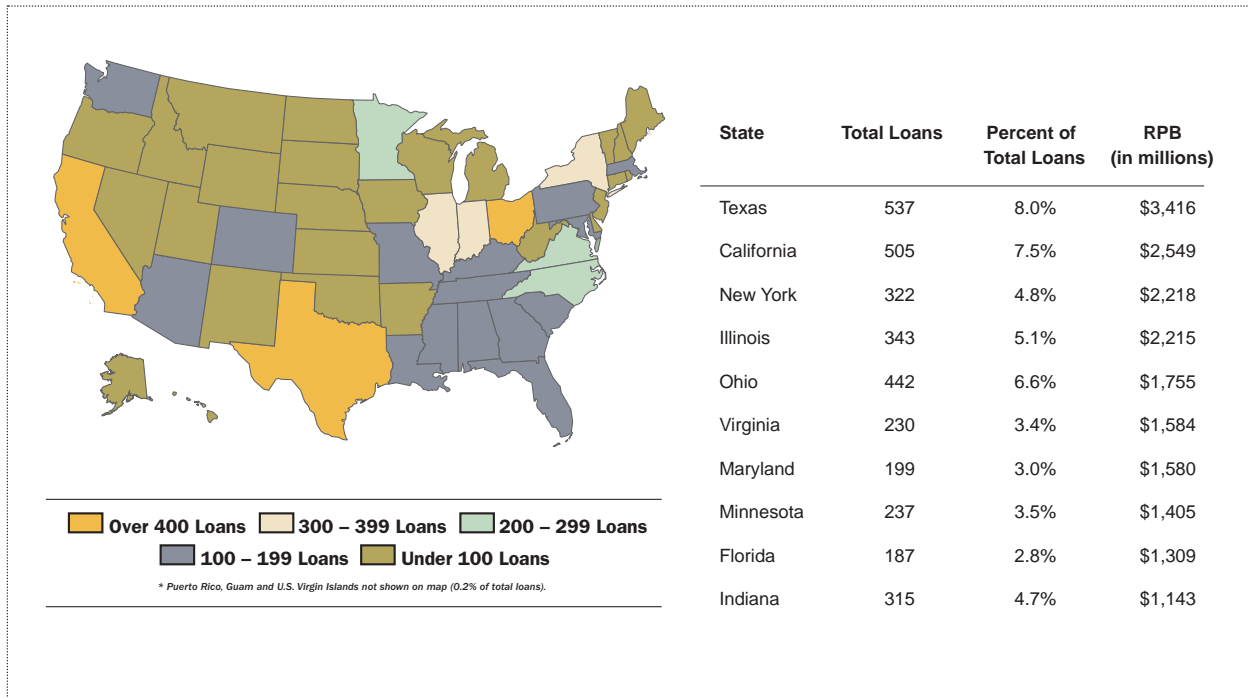 Over 400 Loans 300 – 399 Loans 200 – 299 Loans
100 – 199 Loans Under 100 Loans
* Puerto Rico, Guam and U.S. Virgin Islands not shown on map (0.2% of total loans).
State Total Loans Percent of Total Loans RPB (in millions)
Texas 537 8.0% $3,416
California 505 7.5% $2,549
New York 322 4.8% $2,218
Illinois 343 5.1% $2,215
Ohio 442 6.6% $1,755
Virginia 230 3.4% $1,584
Maryland 199 3.0% $1,580
Minnesota 237 3.5% $1,405
Florida 187 2.8% $1,309
Indiana 315 4.7% $1,143